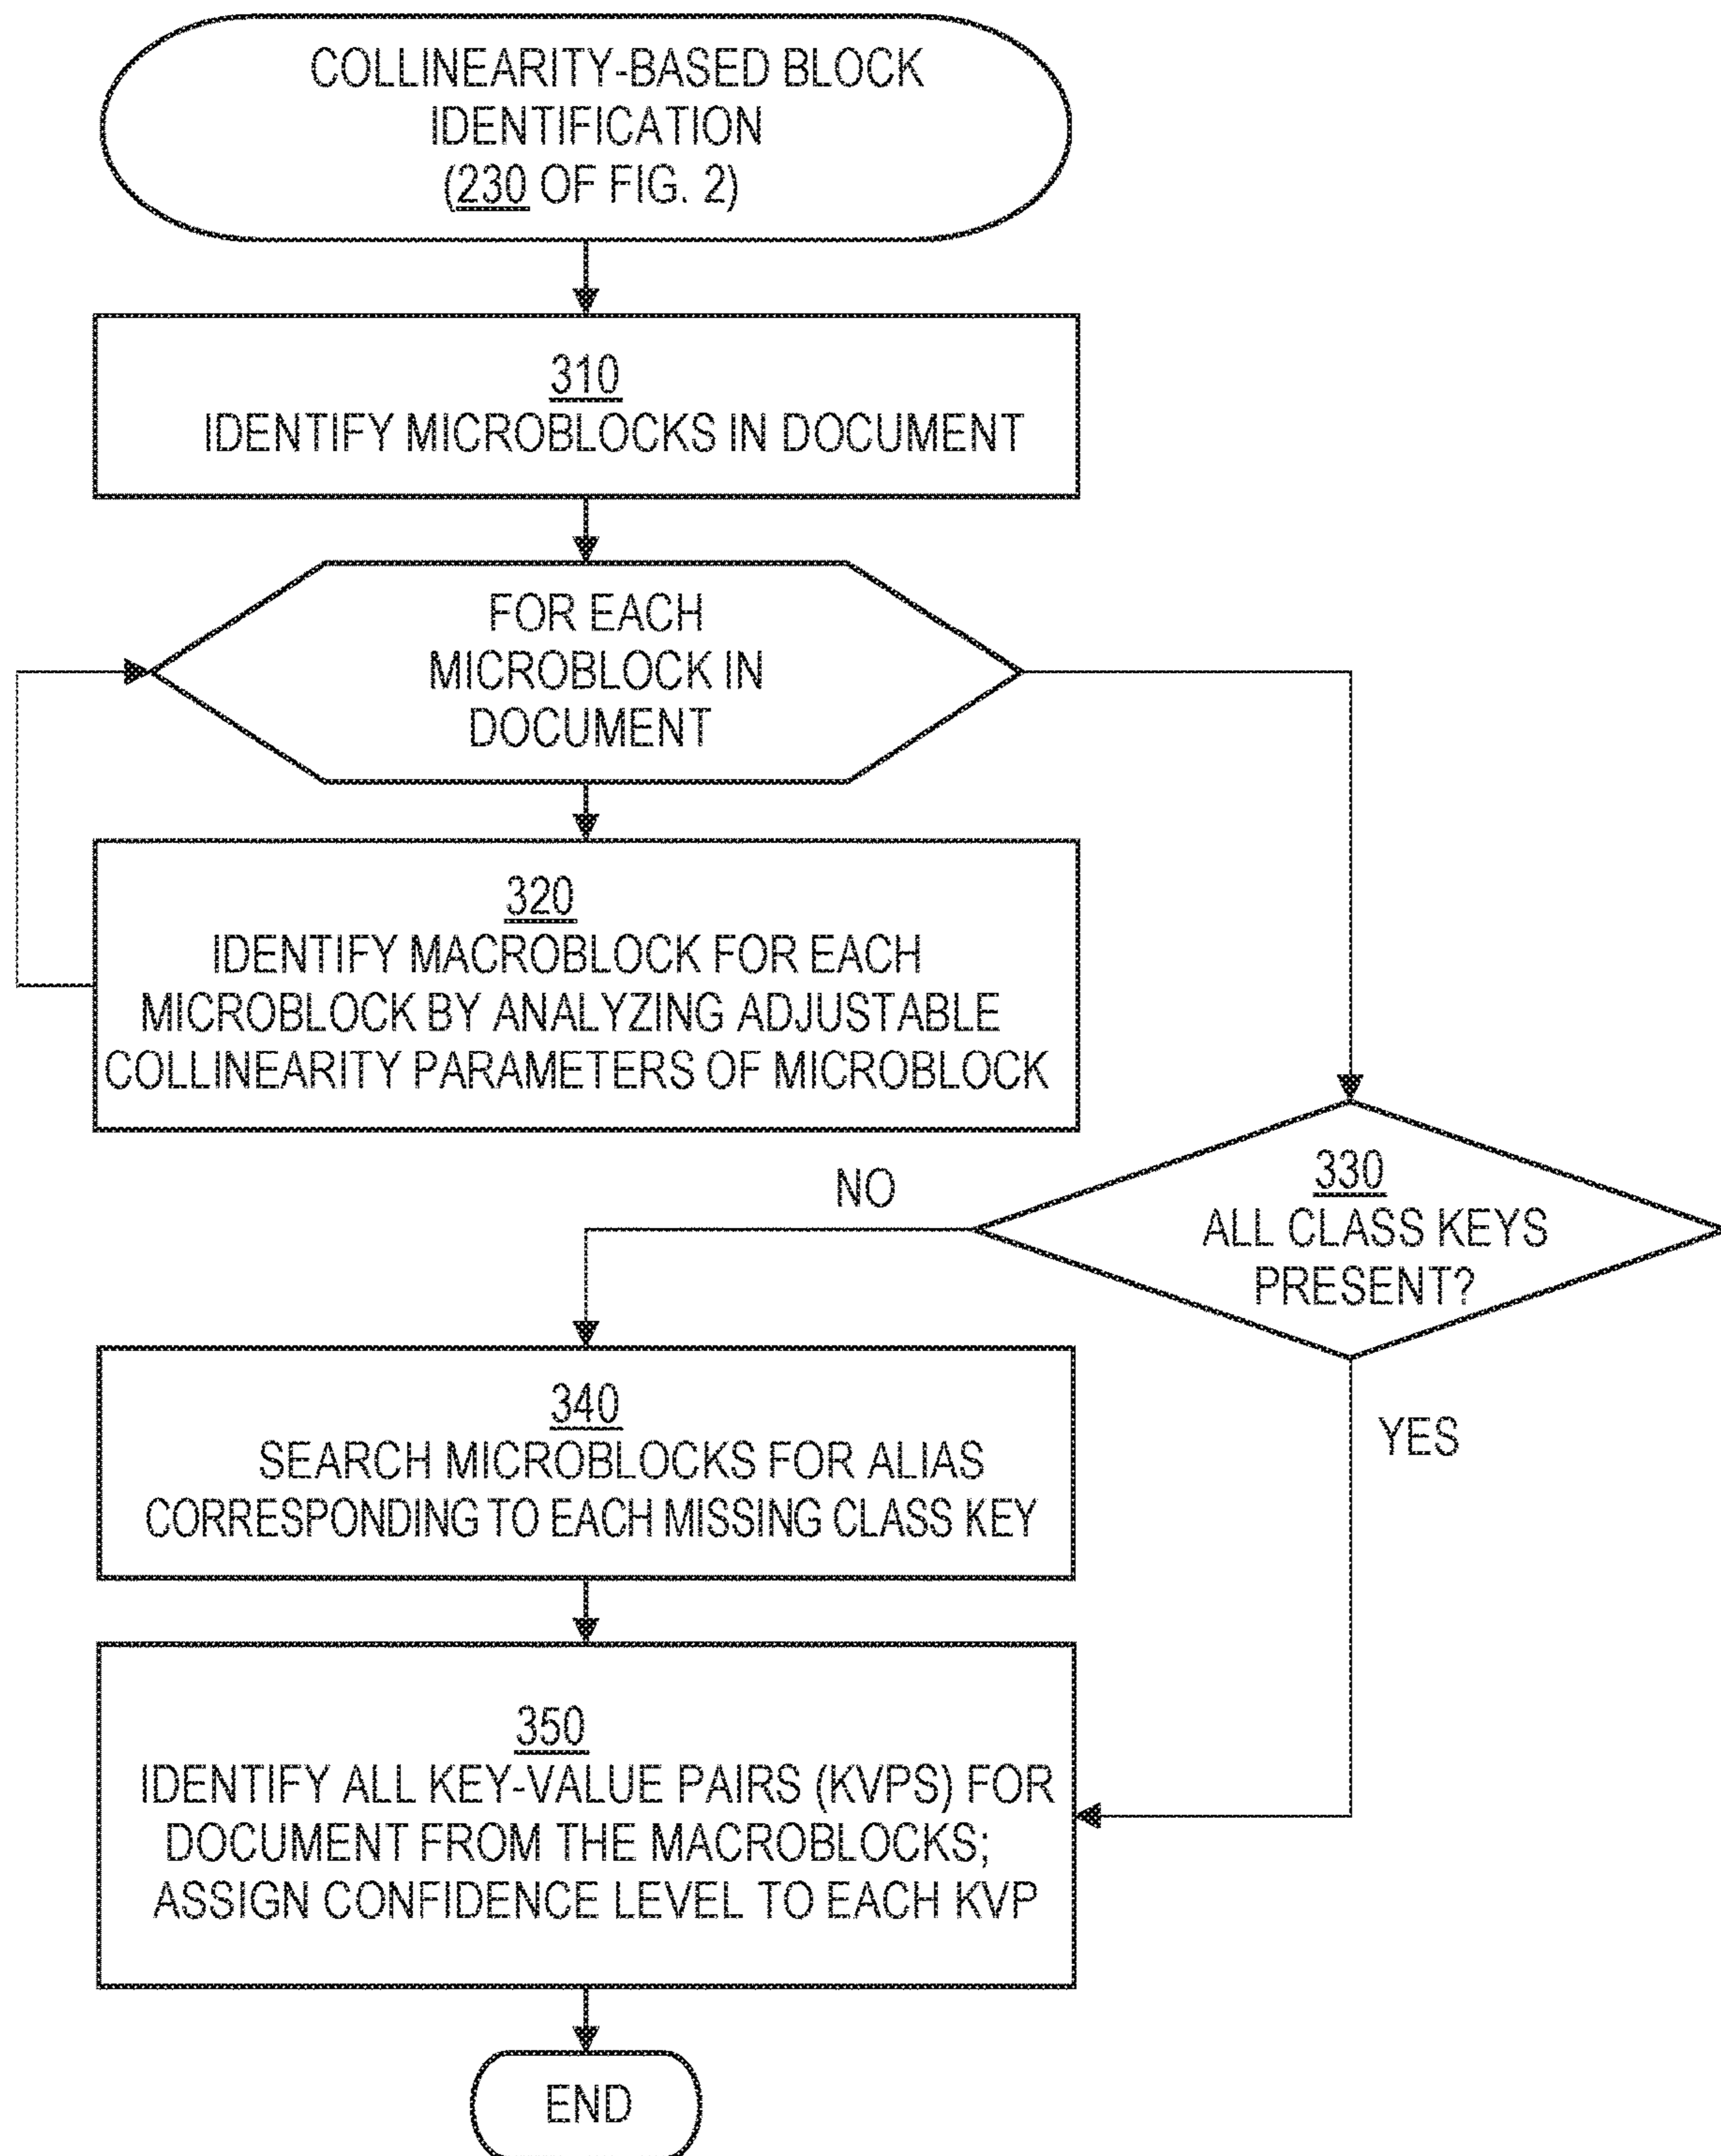 COLLINEARITY-BASED BLOCK
IDENTIFICATION
(230 OF FIG. 2)
310
IDENTIFY MICROBLOCKS IN DOCUMENT
FOR EACH
MICROBLOCK IN
DOCUMENT
320
IDENTIFY MACROBLOCK FOR EACH
MICROBLOCK BY ANALYZING ADJUSTABLE
COLLINEARITY PARAMETERS OF MICROBLOCK
330
ALL CLASS KEYS
PRESENT?
NO
YES
340
SEARCH MICROBLOCKS FOR ALIAS
CORRESPONDING TO EACH MISSING CLASS KEY
350
IDENTIFY ALL KEY-VALUE PAIRS (KVPS) FOR
DOCUMENT FROM THE MACROBLOCKS;
ASSIGN CONFIDENCE LEVEL TO EACH KVP
END